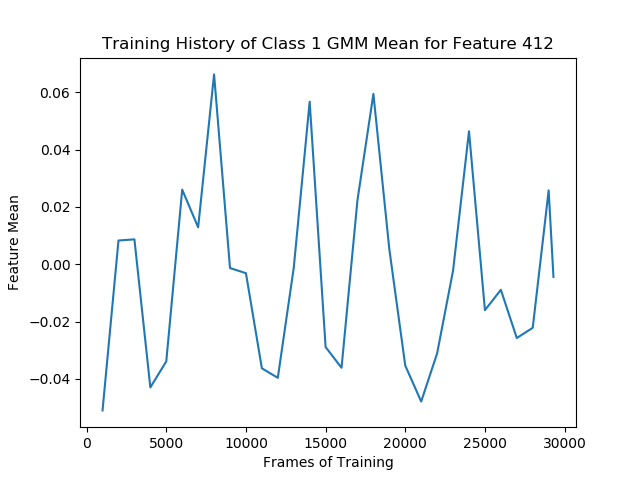 Training History of Class 1 GMM Mean for Feature 412
0.06
0.04
0.02
0.00
−0.02
−0.04
Feature Mean
0 5000 10000 15000 20000 25000 30000
Frames of Training